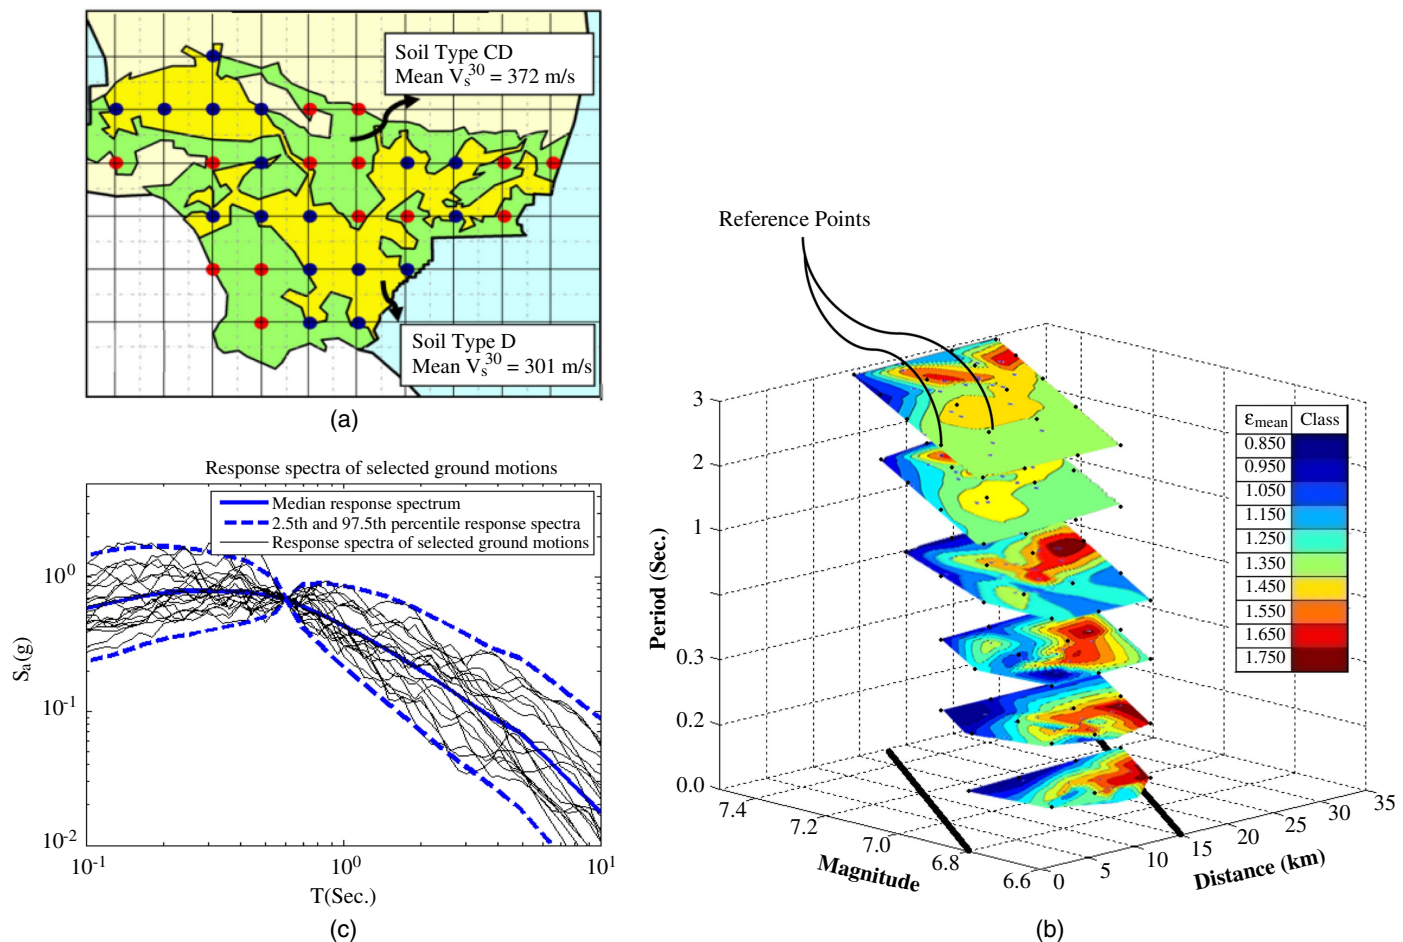 Soil Type CD
Mean Vs30 = 372 m/s
Soil Type D
Mean Vs30 = 301 m/s
(a)
Response spectra of selected ground motions
Median response spectrum
2.5th and 97.5th percentile response spectra
Response spectra of selected ground motions
10^0
10^-1
10^-2
Sa(g)
10^-1
10^0
10^1
T(Sec.)
(c)
Reference Points
3
2
1
0.3
0.2
0.0
Period (Sec.)
εmean Class
0.850
0.950
1.050
1.150
1.250
1.350
1.450
1.550
1.650
1.750
7.4
7.2
7.0
6.8
6.6
Magnitude
0
5
10
15
20
25
30
35
Distance (km)
(b)